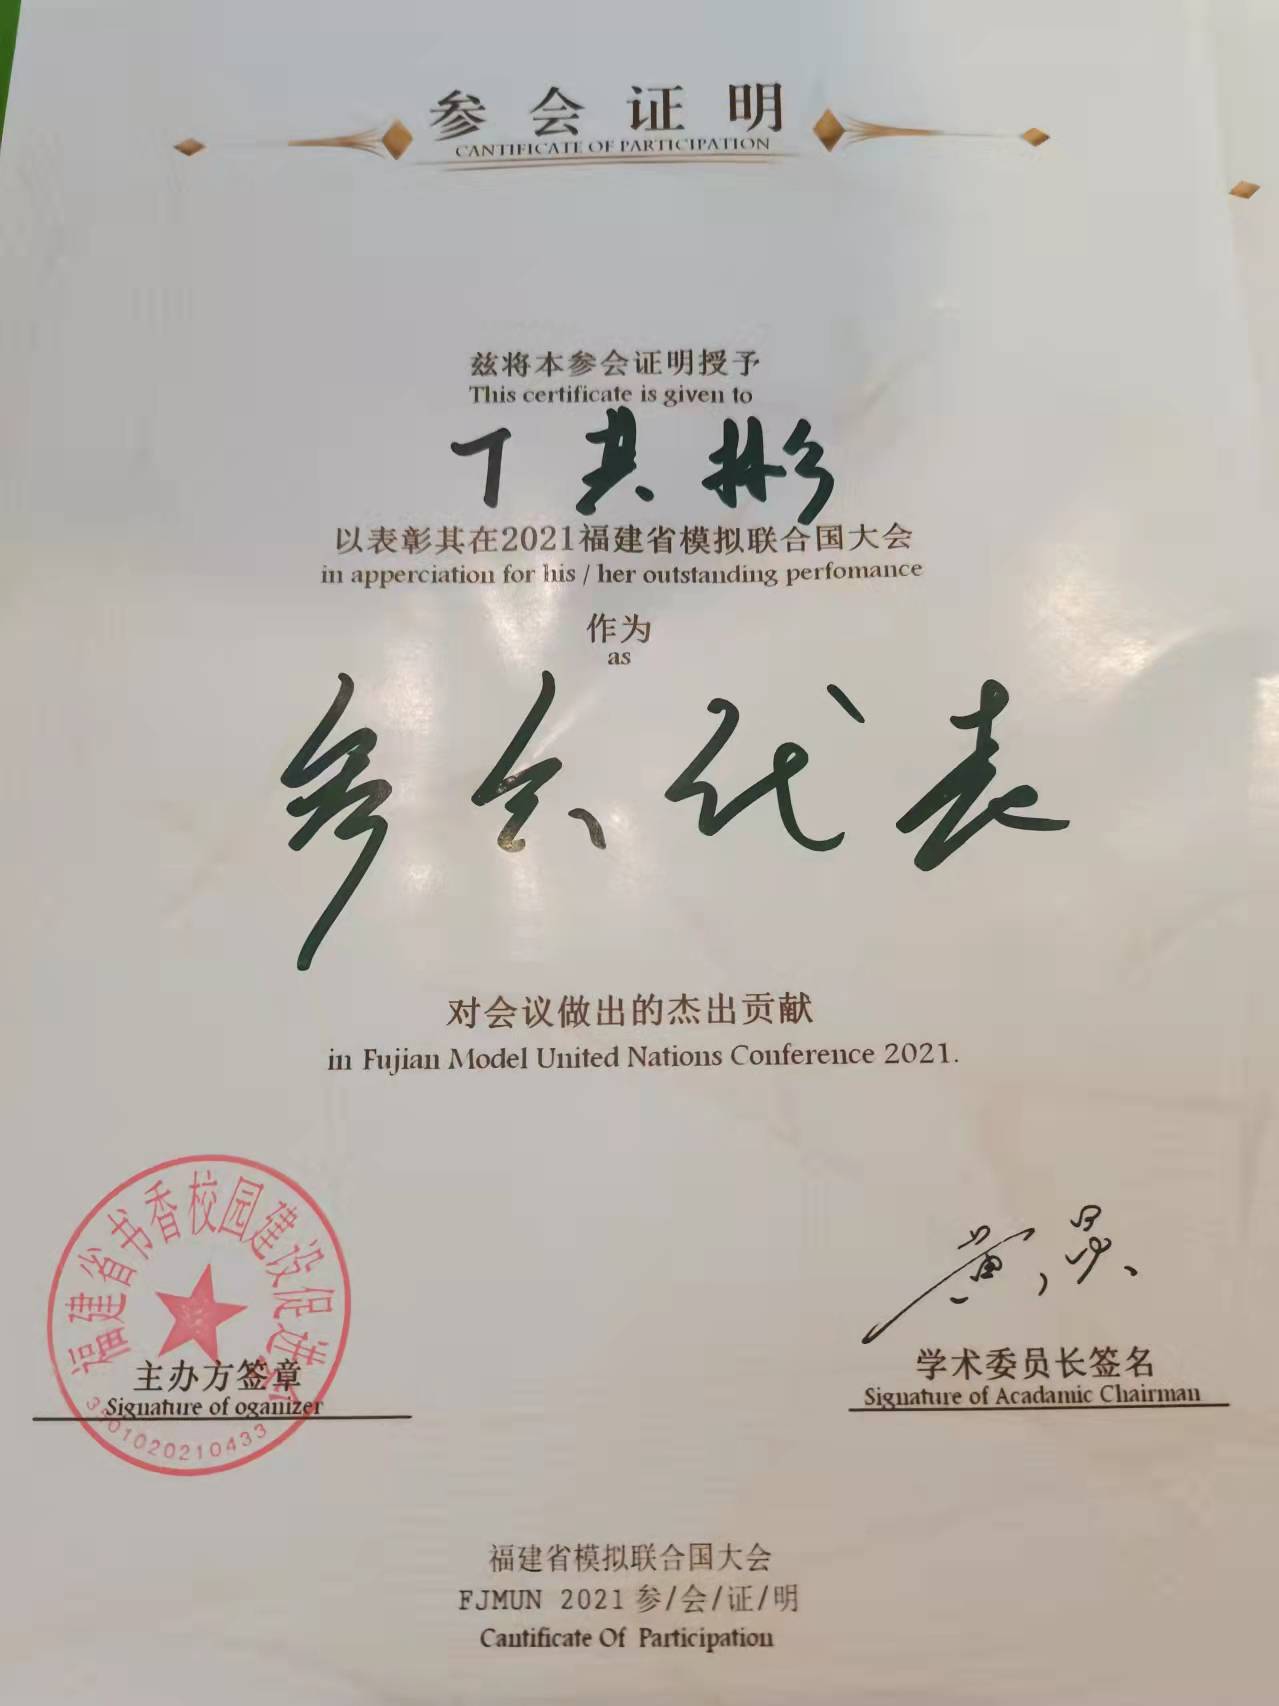 参会证明
CANTIFICATE OF PARTICIPATION
兹将本参会证明授予
This certificate is given to
丁其彬
以表彰其在2021福建省模拟联合国大会
in apperciation for his / her outstanding perfomance
作为
as
参会代表
对会议做出的杰出贡献
in Fujian Model United Nations Conference 2021.
福建省书香校园建设促进会
主办方签章
Signature of oganizer
3501020210433
学术委员长签名
Signature of Acadamic Chairman
福建省模拟联合国大会
FJMUN 2021 参/会/证/明
Cantificate Of Participation